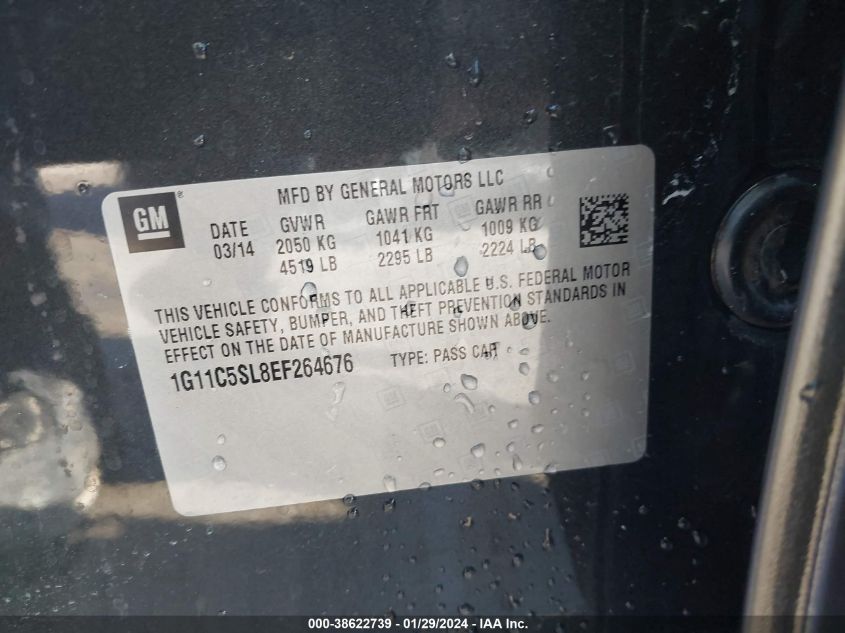 GM ®
MFD BY GENERAL MOTORS LLC
DATE GVWR GAWR FRT GAWR RR
03/14 2050 KG 1041 KG 1009 KG
4519 LB 2295 LB 2224 LB
THIS VEHICLE CONFORMS TO ALL APPLICABLE U.S. FEDERAL MOTOR
VEHICLE SAFETY, BUMPER, AND THEFT PREVENTION STANDARDS IN
EFFECT ON THE DATE OF MANUFACTURE SHOWN ABOVE.
1G11C5SL8EF264676 TYPE: PASS CAR
000-38622739 - 01/29/2024 - IAA Inc.